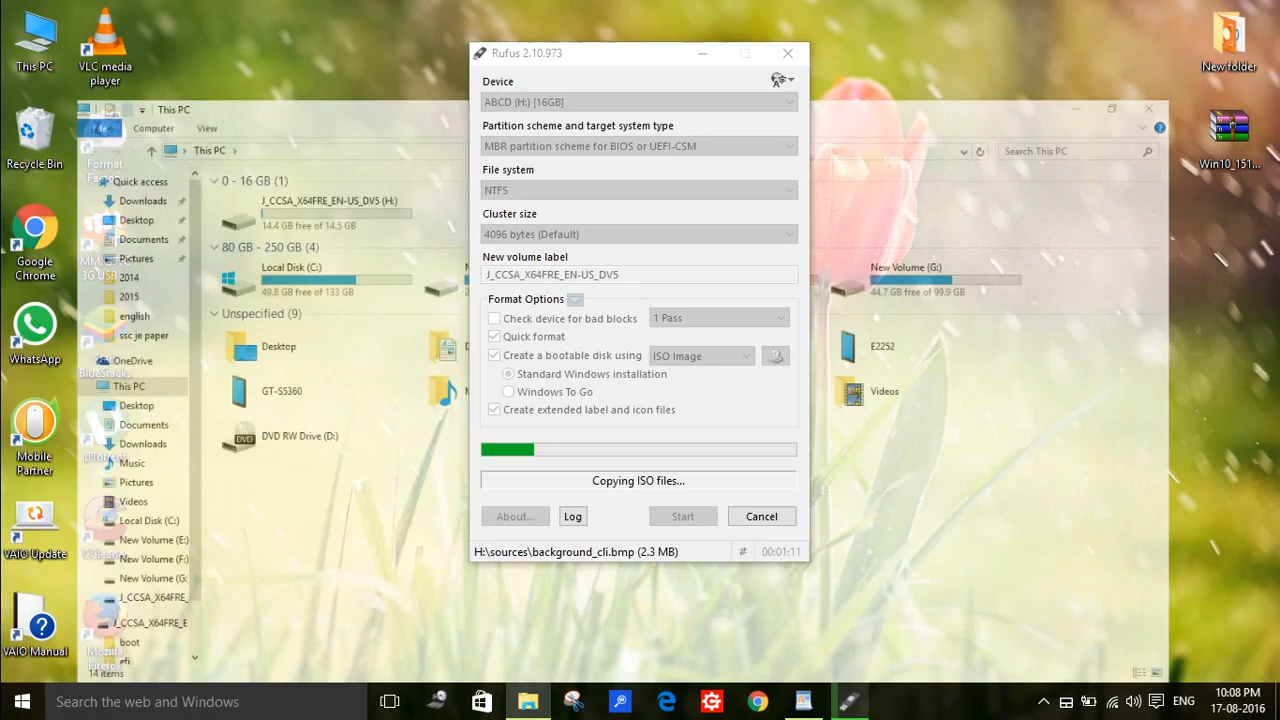 This PC
VLC media
player
Recycle Bin
Google
Chrome
WhatsApp
BlueStacks
Mobile
Partner
VAIO Update
VAIO Manual
Mozilla
Firefox
New folder
Win10_151...
This PC
File
Computer
View
This PC
Search This PC
Quick access
Downloads
Desktop
Documents
Pictures
2014
2015
english
ssc je paper
OneDrive
This PC
Desktop
Documents
Downloads
Music
Pictures
Videos
Local Disk (C:)
New Volume (E:)
New Volume (F:)
New Volume (G:
J_CCSA_X64FRE_
J_CCSA_X64FRE_E
boot
efi
14 items
0 - 16 GB (1)
J_CCSA_X64FRE_EN-US_DV5 (H:)
14.4 GB free of 14.5 GB
80 GB - 250 GB (4)
Local Disk (C:)
49.8 GB free of 133 GB
New Volume (G:)
44.7 GB free of 99.9 GB
Unspecified (9)
Desktop
E2252
GT-S5360
Videos
DVD RW Drive (D:)
Rufus 2.10.973
Device
ABCD (H:) [16GB]
Partition scheme and target system type
MBR partition scheme for BIOS or UEFI-CSM
File system
NTFS
Cluster size
4096 bytes (Default)
New volume label
J_CCSA_X64FRE_EN-US_DV5
Format Options
Check device for bad blocks
1 Pass
Quick format
Create a bootable disk using
ISO Image
Standard Windows installation
Windows To Go
Create extended label and icon files
Copying ISO files...
About...
Log
Start
Cancel
H:\sources\background_cli.bmp (2.3 MB)
#
00:01:11
Search the web and Windows
ENG
10:08 PM
17-08-2016